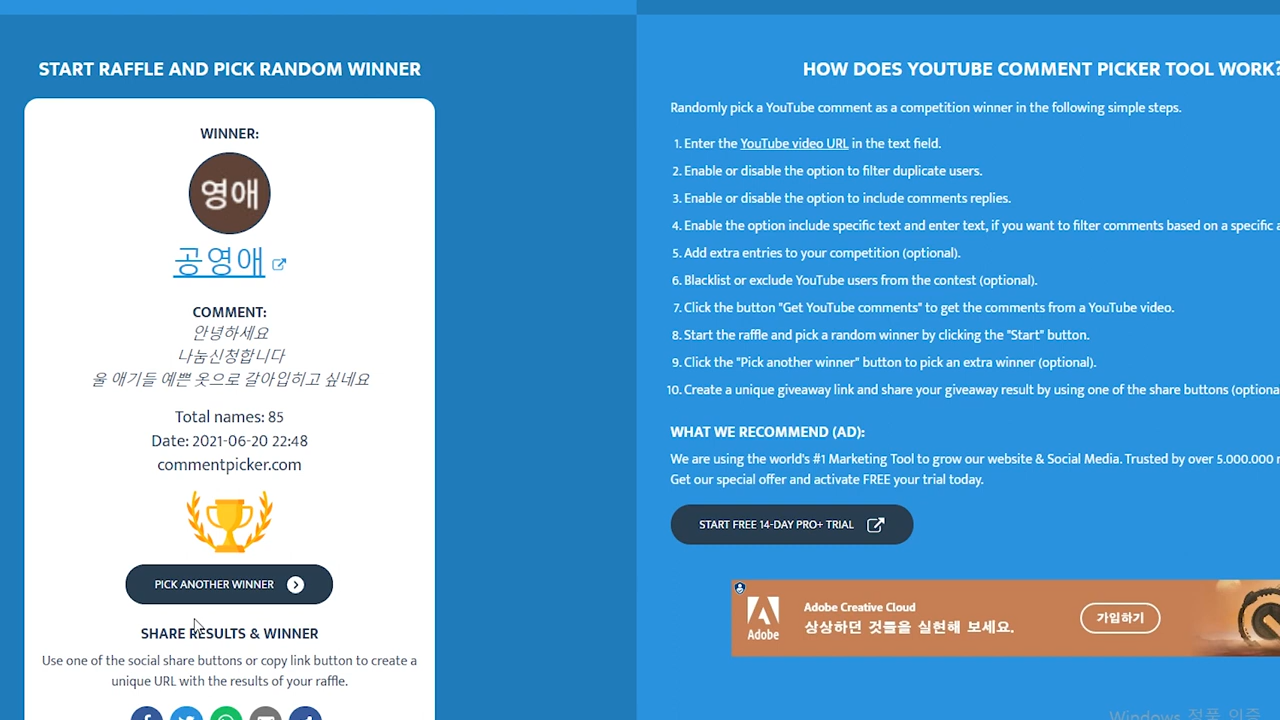 START RAFFLE AND PICK RANDOM WINNER
WINNER:
영애
공영애
COMMENT:
안녕하세요
나눔신청합니다
울 애기들 예쁜 옷으로 갈아입히고 싶네요
Total names: 85
Date: 2021-06-20 22:48
commentpicker.com
PICK ANOTHER WINNER
SHARE RESULTS & WINNER
Use one of the social share buttons or copy link button to create a
unique URL with the results of your raffle.
HOW DOES YOUTUBE COMMENT PICKER TOOL WORK?
Randomly pick a YouTube comment as a competition winner in the following simple steps.
1. Enter the YouTube video URL in the text field.
2. Enable or disable the option to filter duplicate users.
3. Enable or disable the option to include comments replies.
4. Enable the option include specific text and enter text, if you want to filter comments based on a specific a
5. Add extra entries to your competition (optional).
6. Blacklist or exclude YouTube users from the contest (optional).
7. Click the button "Get YouTube comments" to get the comments from a YouTube video.
8. Start the raffle and pick a random winner by clicking the "Start" button.
9. Click the "Pick another winner" button to pick an extra winner (optional).
10. Create a unique giveaway link and share your giveaway result by using one of the share buttons (optiona
WHAT WE RECOMMEND (AD):
We are using the world's #1 Marketing Tool to grow our website & Social Media. Trusted by over 5.000.000
Get our special offer and activate FREE your trial today.
START FREE 14-DAY PRO+ TRIAL
Adobe
Adobe Creative Cloud
상상하던 것들을 실현해 보세요.
가입하기
Windows 정품 인증